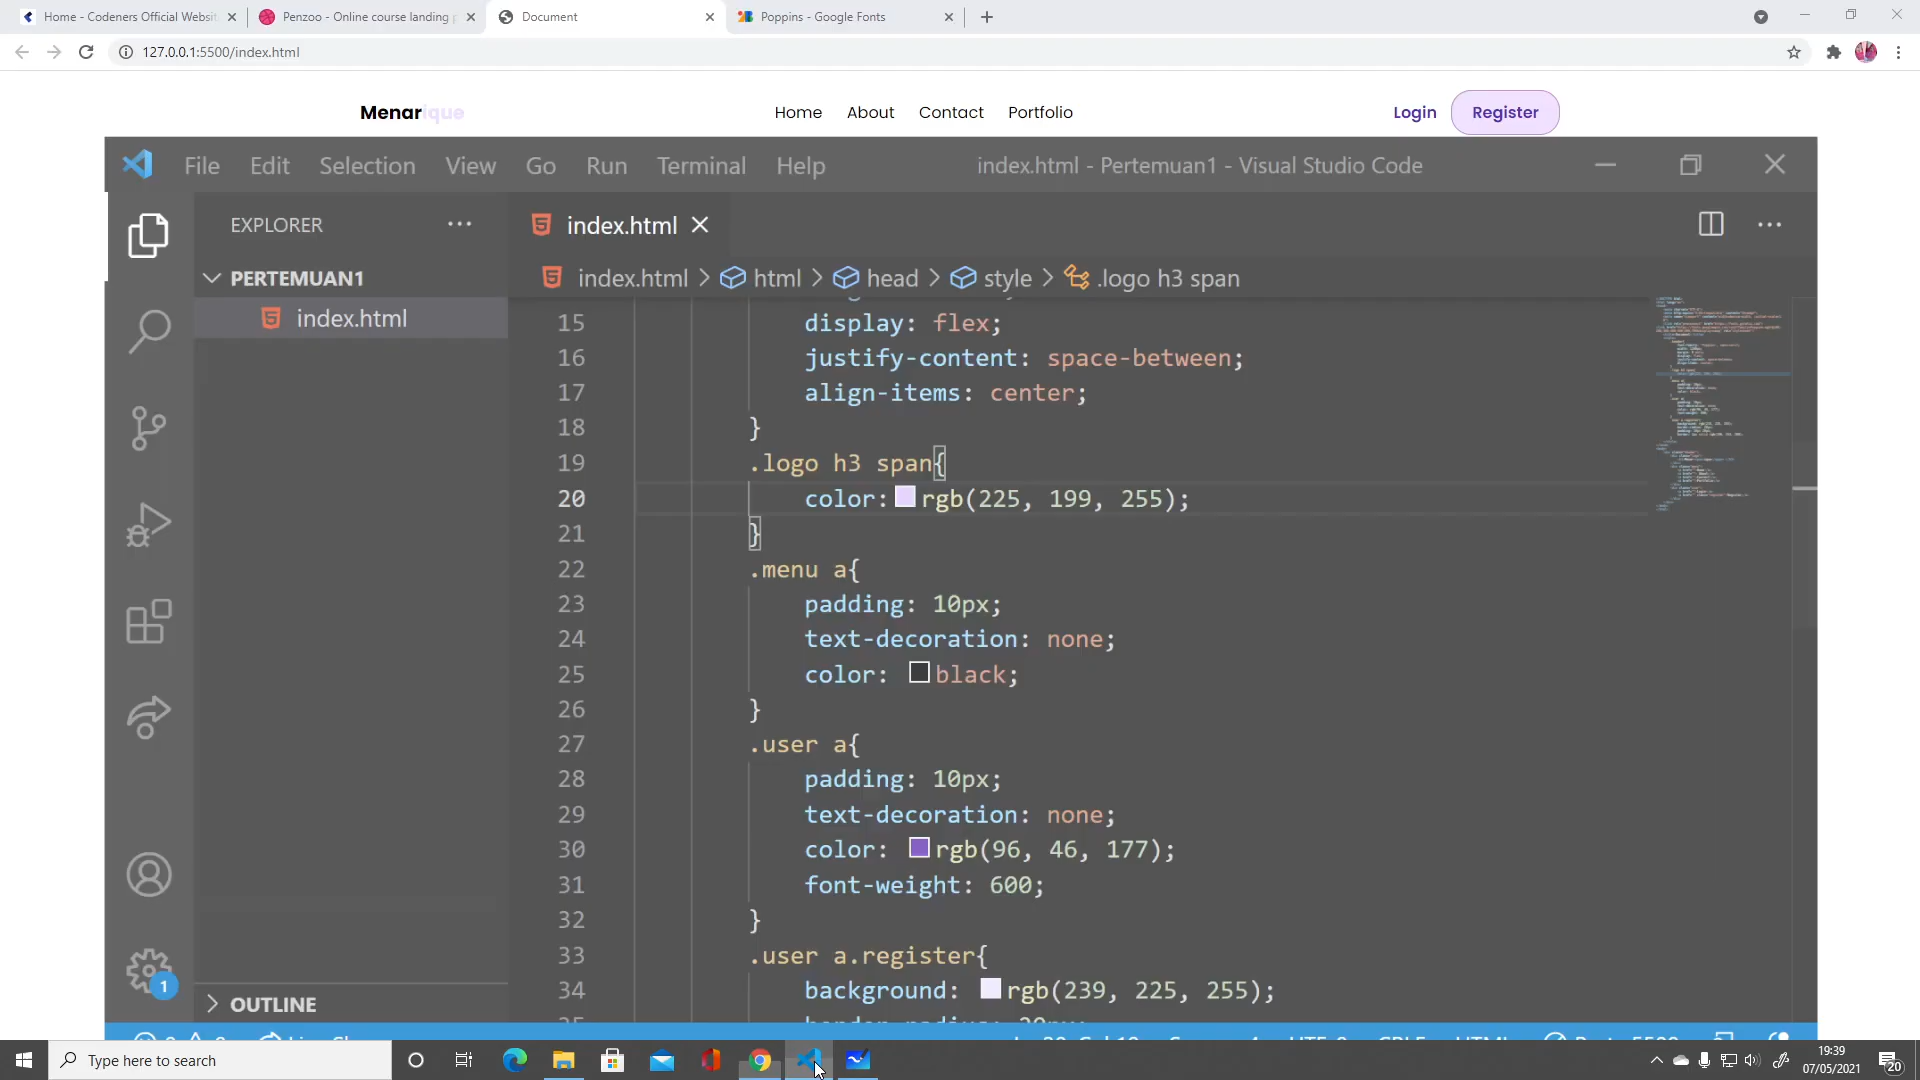 Home - Codeners Official Websit
Penzoo - Online course landing p
Document
Poppins - Google Fonts
127.0.0.1:5500/index.html
Menarique
Home About Contact Portfolio
Login Register
File Edit Selection View Go Run Terminal Help
index.html - Pertemuan1 - Visual Studio Code
EXPLORER
index.html
PERTEMUAN1
index.html > html > head > style > .logo h3 span
index.html
15 display: flex;
16 justify-content: space-between;
17 align-items: center;
18 }
19 .logo h3 span{
20 color: rgb(225, 199, 255);
21 }
22 .menu a{
23 padding: 10px;
24 text-decoration: none;
25 color: black;
26 }
27 .user a{
28 padding: 10px;
29 text-decoration: none;
30 color: rgb(96, 46, 177);
31 font-weight: 600;
32 }
33 .user a.register{
34 background: rgb(239, 225, 255);
1
OUTLINE
Type here to search
19:39
07/05/2021
20